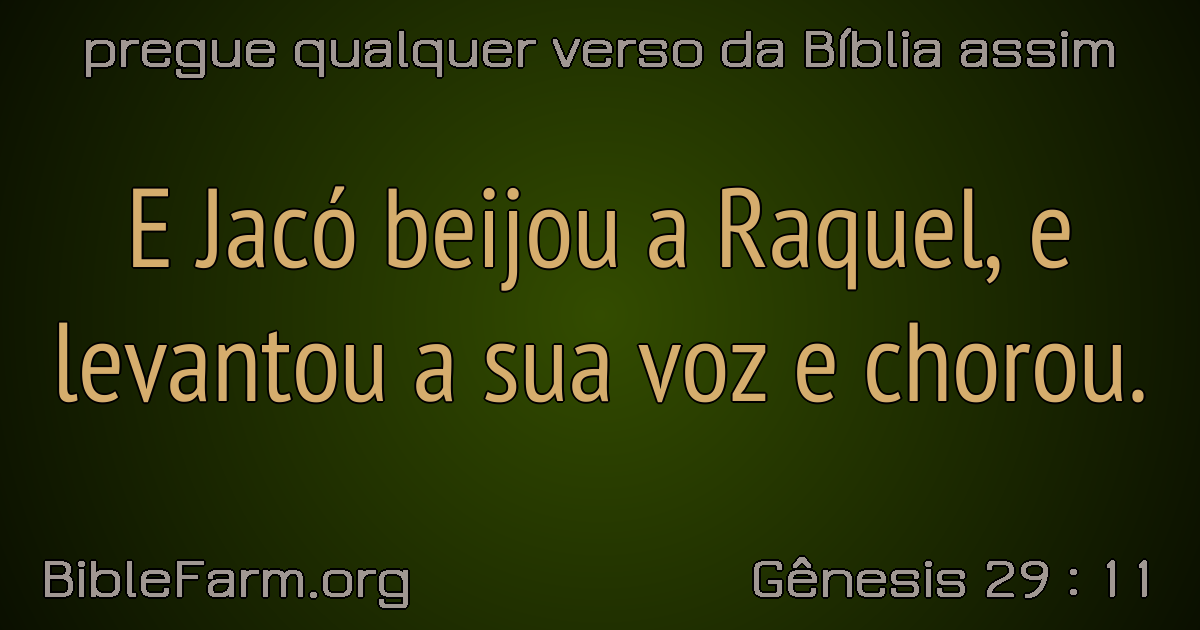 pregue qualquer verso da Bíblia assim
E Jacó beijou a Raquel, e
levantou a sua voz e chorou.
BibleFarm.org
Gênesis 29 : 11